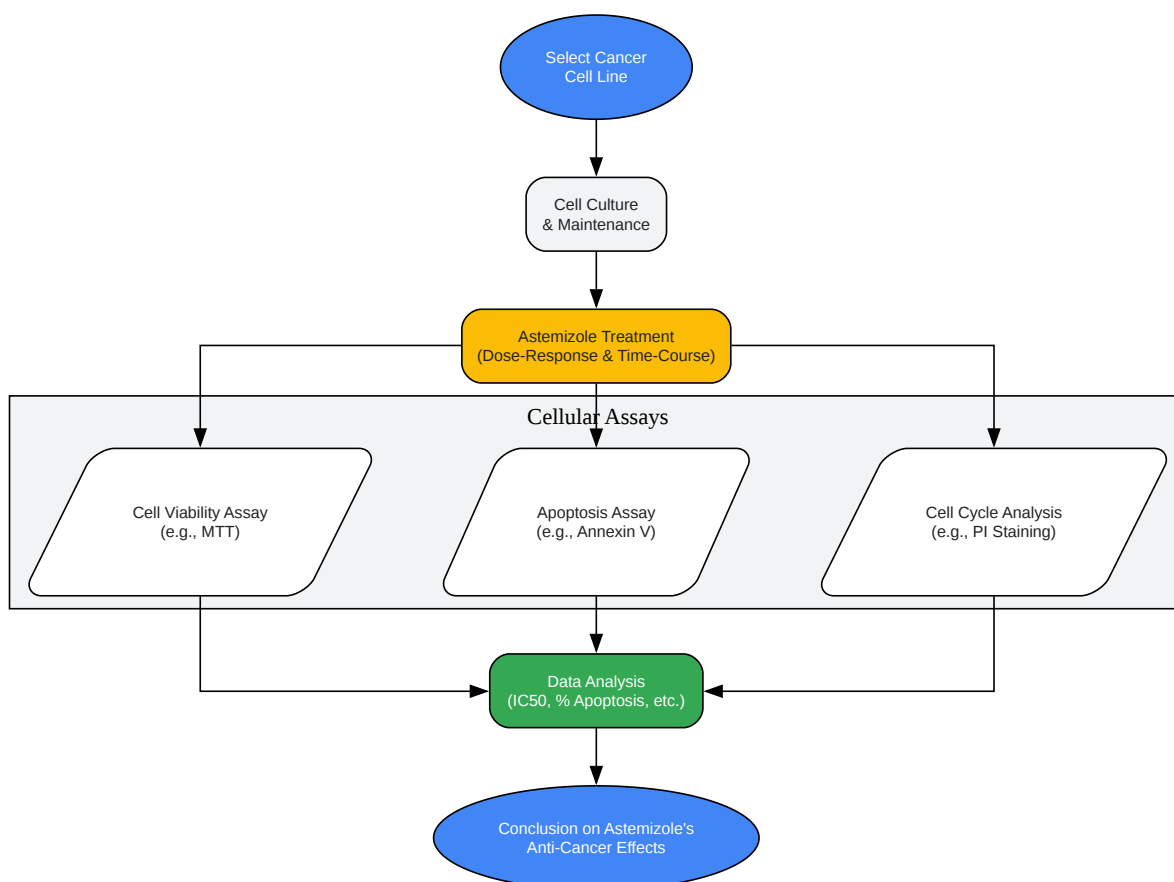 Select Cancer
Cell Line
Cell Culture
& Maintenance
Astemizole Treatment
(Dose-Response & Time-Course)
Cellular Assays
Cell Viability Assay
(e.g., MTT)
Apoptosis Assay
(e.g., Annexin V)
Cell Cycle Analysis
(e.g., PI Staining)
Data Analysis
(IC50, % Apoptosis, etc.)
Conclusion on Astemizole's
Anti-Cancer Effects